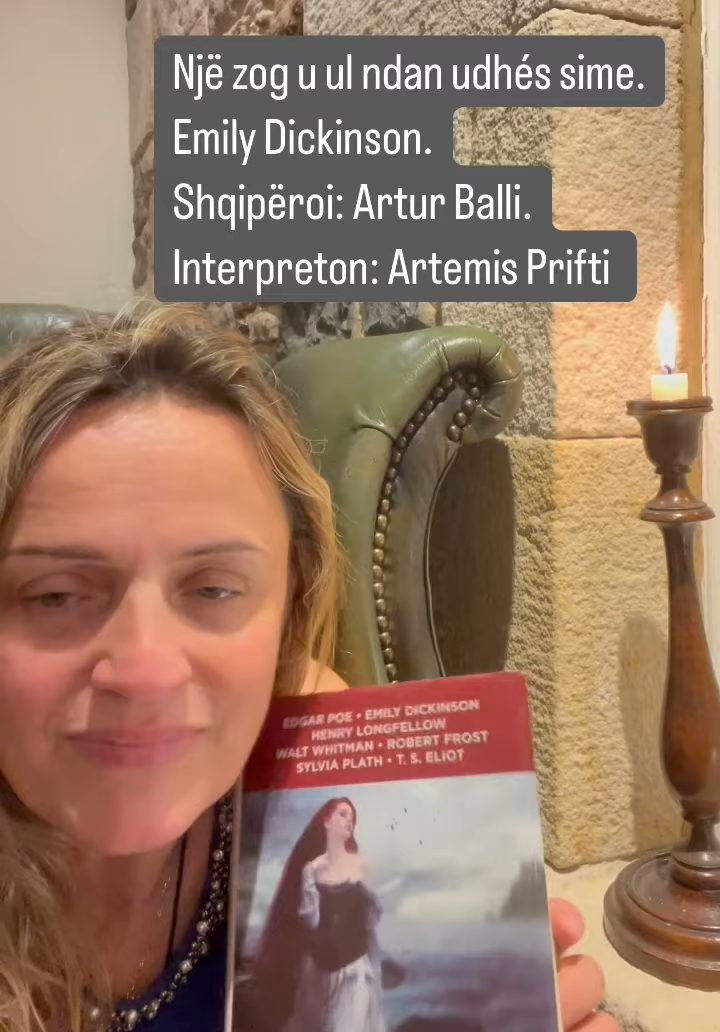 Një zog u ul ndan udhés sime.
Emily Dickinson.
Shqipëroi: Artur Balli.
Interpreton: Artemis Prifti
EDGAR POE • EMILY DICKINSON
HENRY LONGFELLOW
WALT WHITMAN • ROBERT FROST
SYLVIA PLATH • T. S. ELIOT